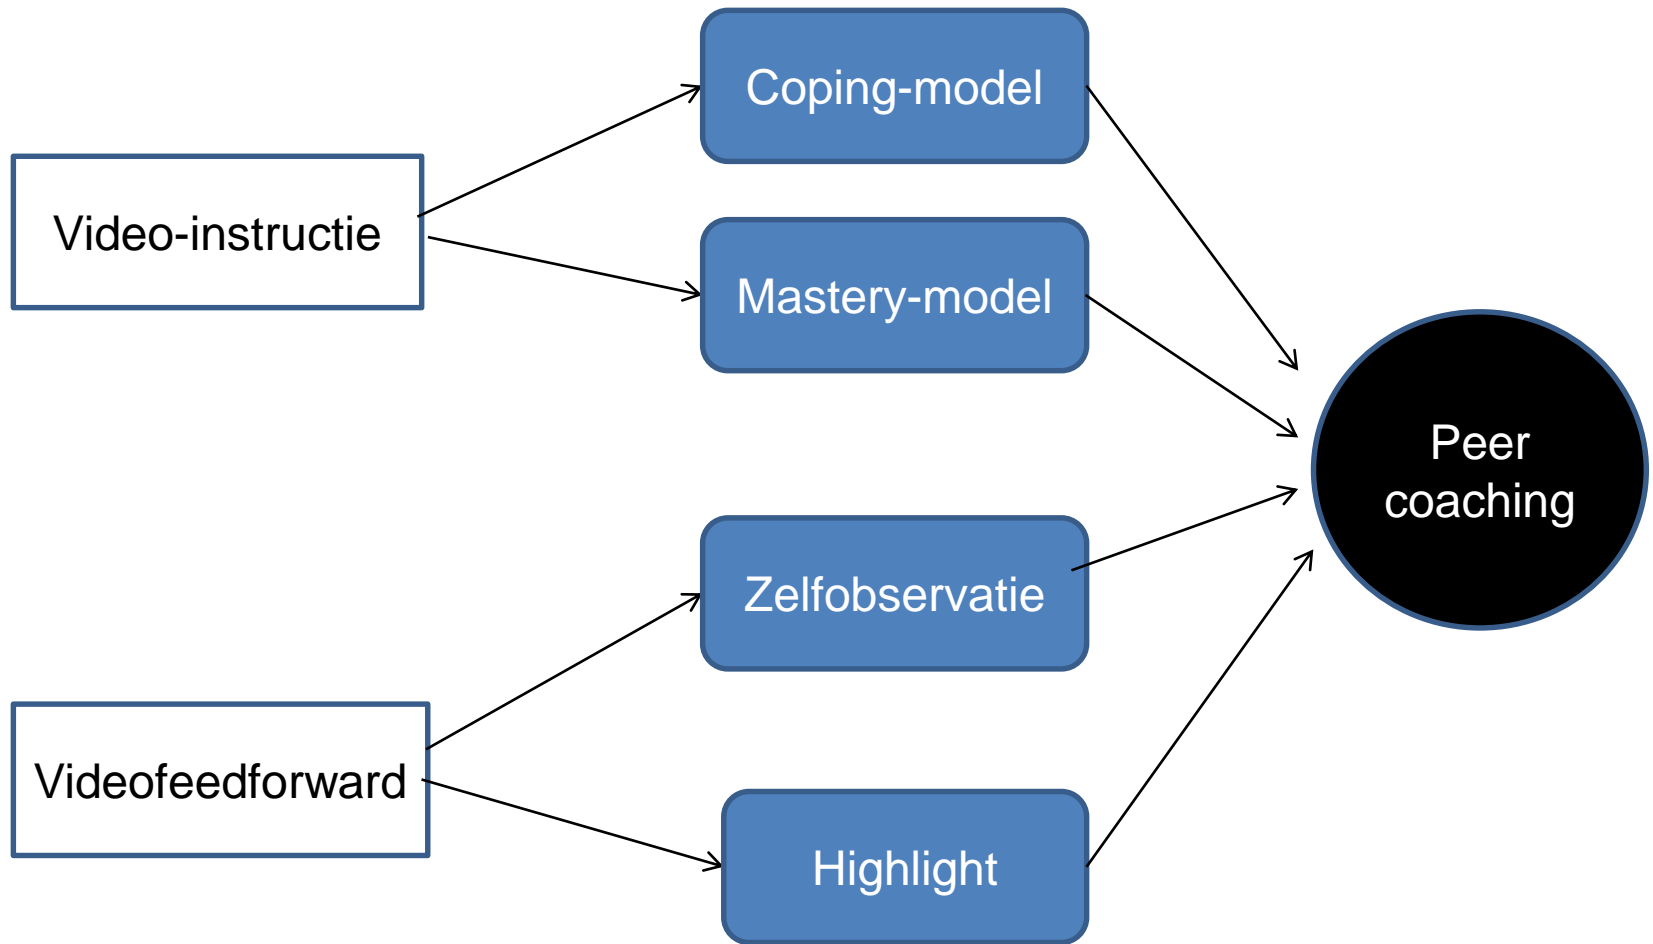 Coping-model
Video-instructie
Mastery-model
Peer
coaching
Zelfobservatie
Videofeedforward
Highlight